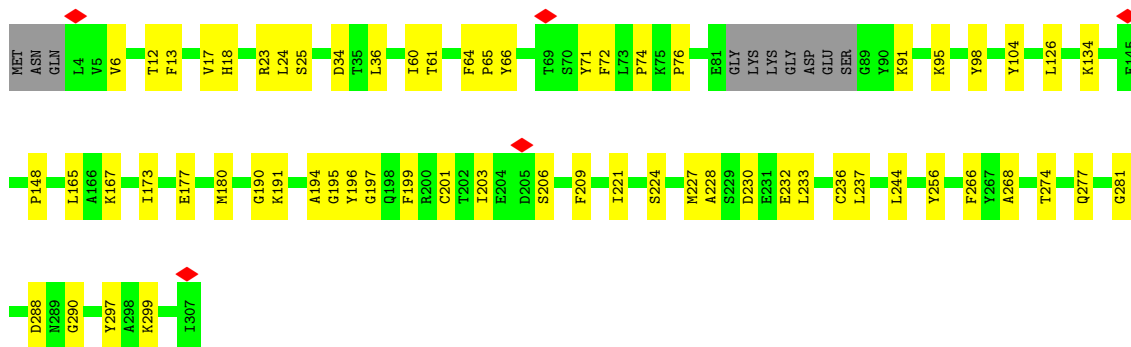 MET ASN GLN L4 V5 V6 T12 F13 V17 H18 R23 L24 S25 D34 T35 L36 I60 T61 F64 P65 Y66 T69 S70 Y71 F72 L73 P74 K75 P76 E81 GLY LYS LYS GLY ASP GLU SER G89 Y90 K91 K95 Y98 Y104 L126 K134 E145
P148 L165 A166 K167 I173 E177 M180 G190 K191 A194 G195 Y196 G197 Q198 F199 R200 C201 T202 I203 E204 D205 S206 F209 I221 S224 M227 A228 S229 D230 E231 E232 L233 C236 L237 L244 Y256 F266 Y267 A268 T274 Q277 G281
D288 N289 G290 Y297 A298 K299 I307